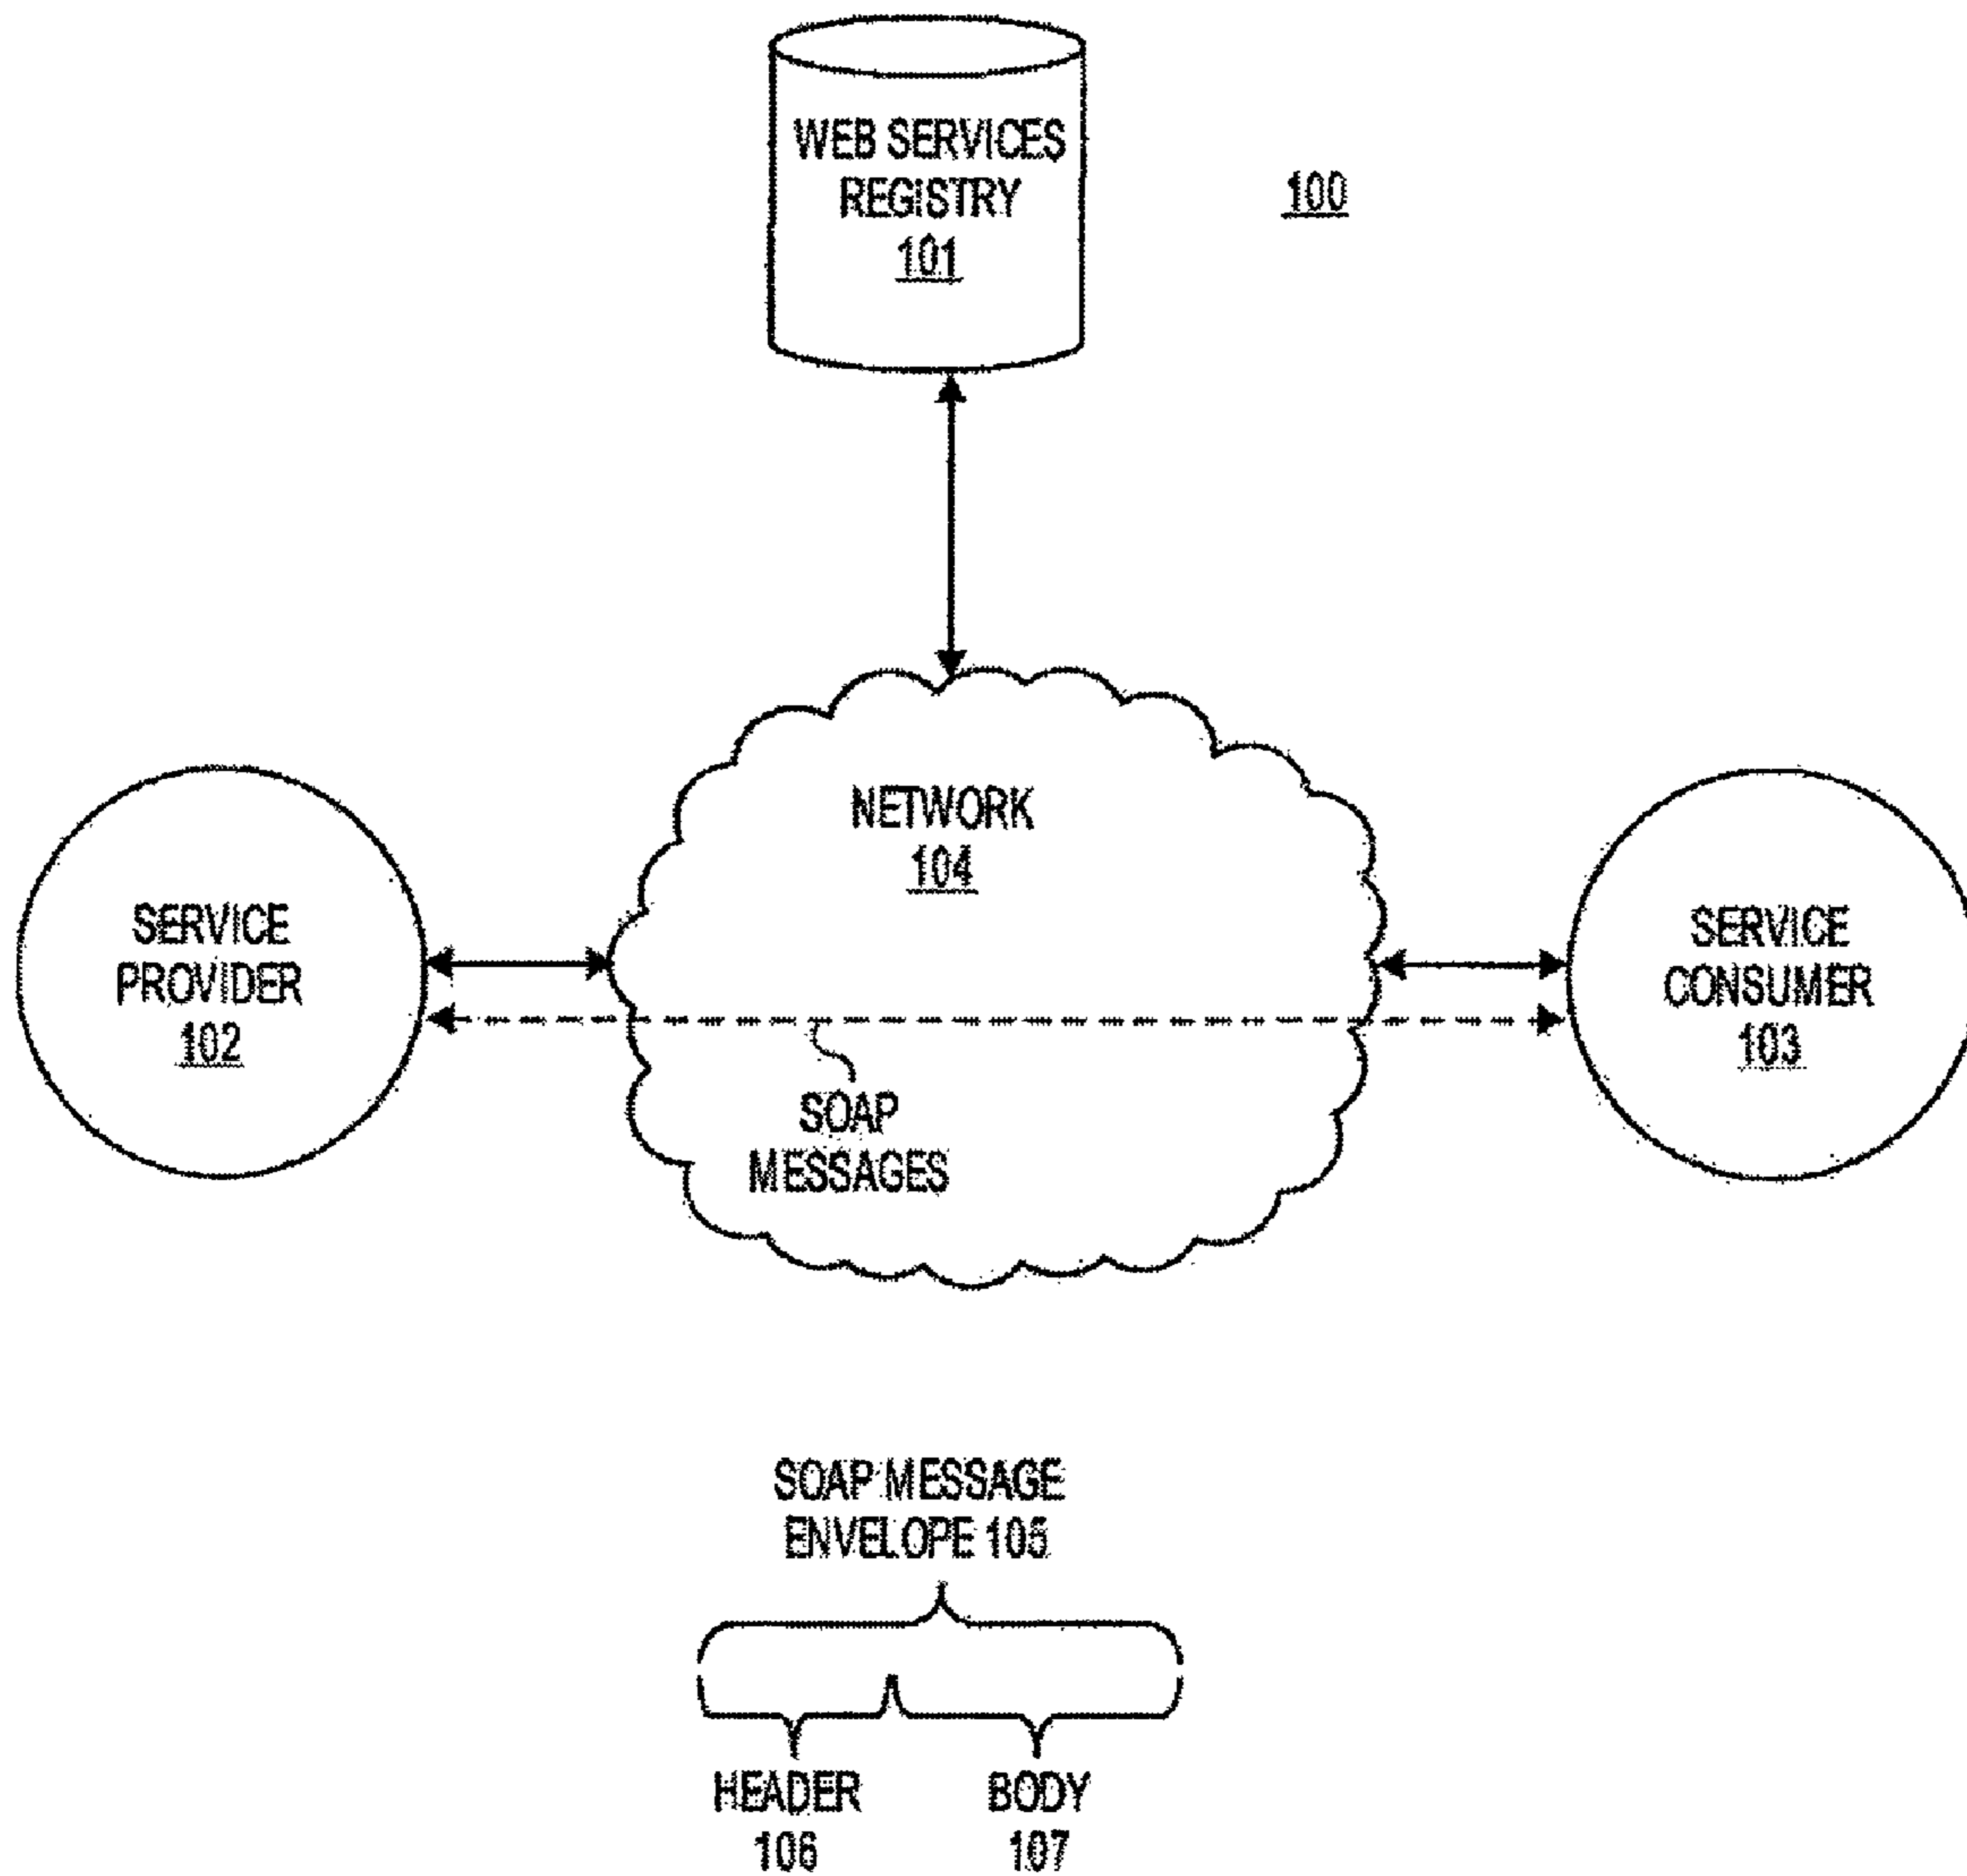 WEB SERVICES
REGISTRY
101
100
NETWORK
104
SERVICE
PROVIDER
102
SERVICE
CONSUMER
103
SOAP
MESSAGES
SOAP MESSAGE
ENVELOPE 105
HEADER
106
BODY
107